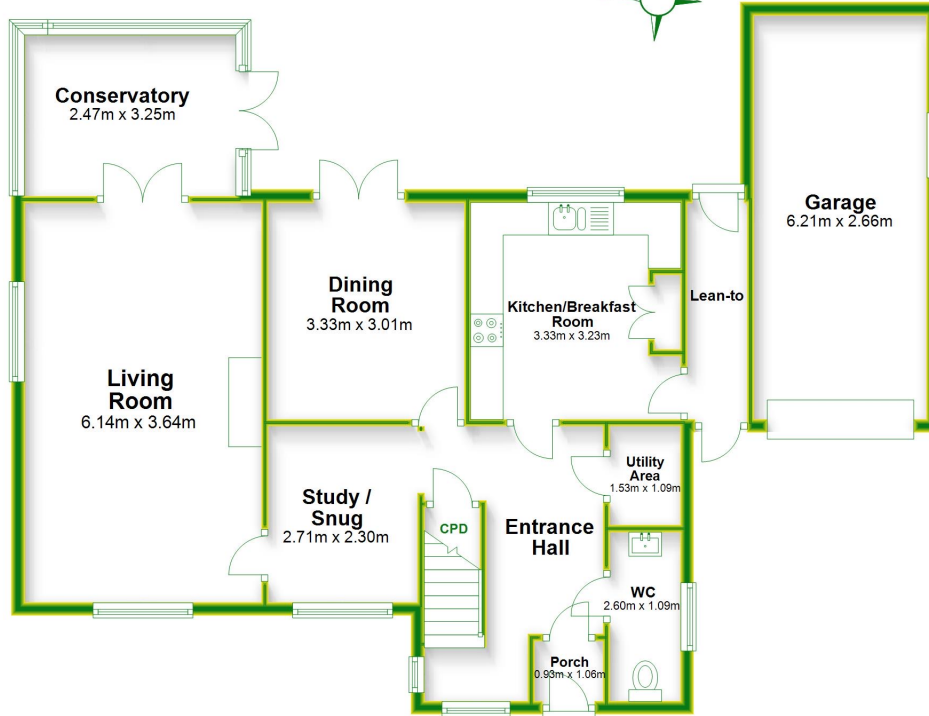 Conservatory
2.47m x 3.25m
Garage
6.21m x 2.66m
Dining
Room
3.33m x 3.01m
Kitchen/Breakfast
Room
3.33m x 3.23m
Lean-to
Living
Room
6.14m x 3.64m
Study /
Snug
2.71m x 2.30m
CPD
Entrance
Hall
Utility
Area
1.53m x 1.09m
WC
2.60m x 1.09m
Porch
0.93m x 1.06m